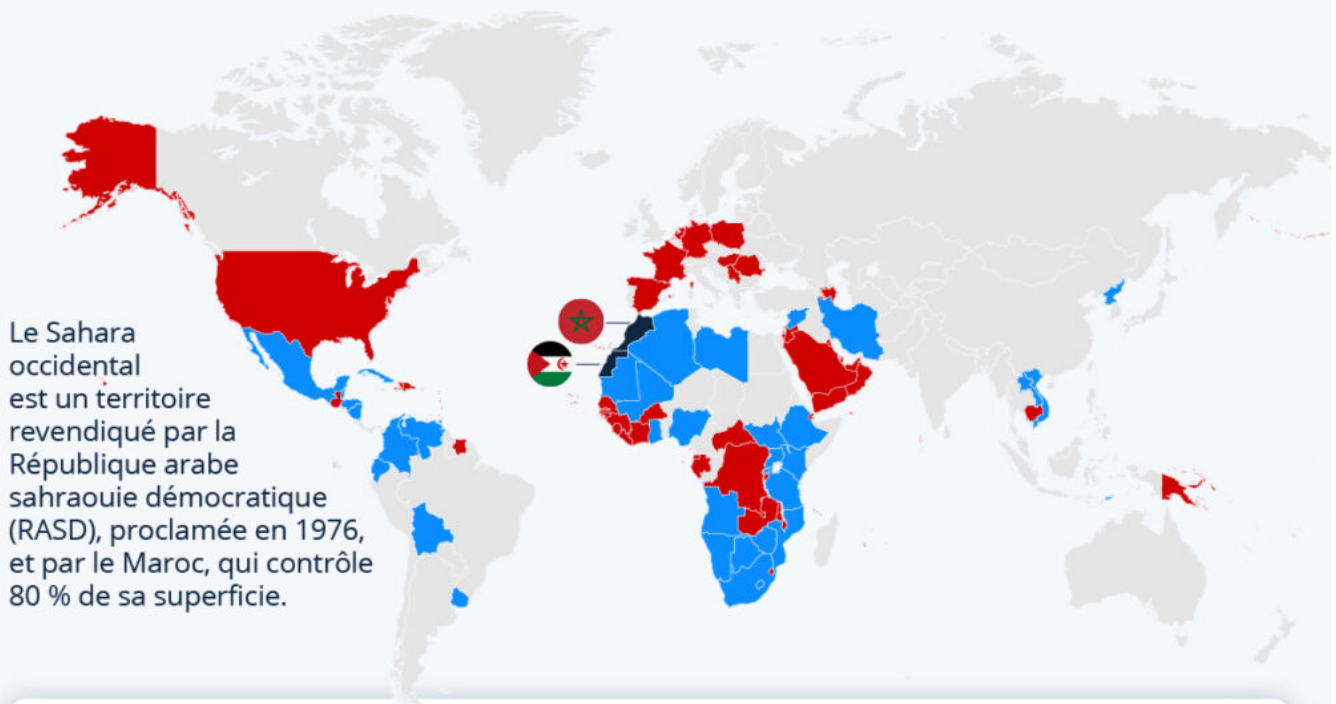 Le Sahara
occidental
est un territoire
revendiqué par la
République arabe
sahraouie démocratique
(RASD), proclamée en 1976,
et par le Maroc, qui contrôle
80 % de sa superficie.